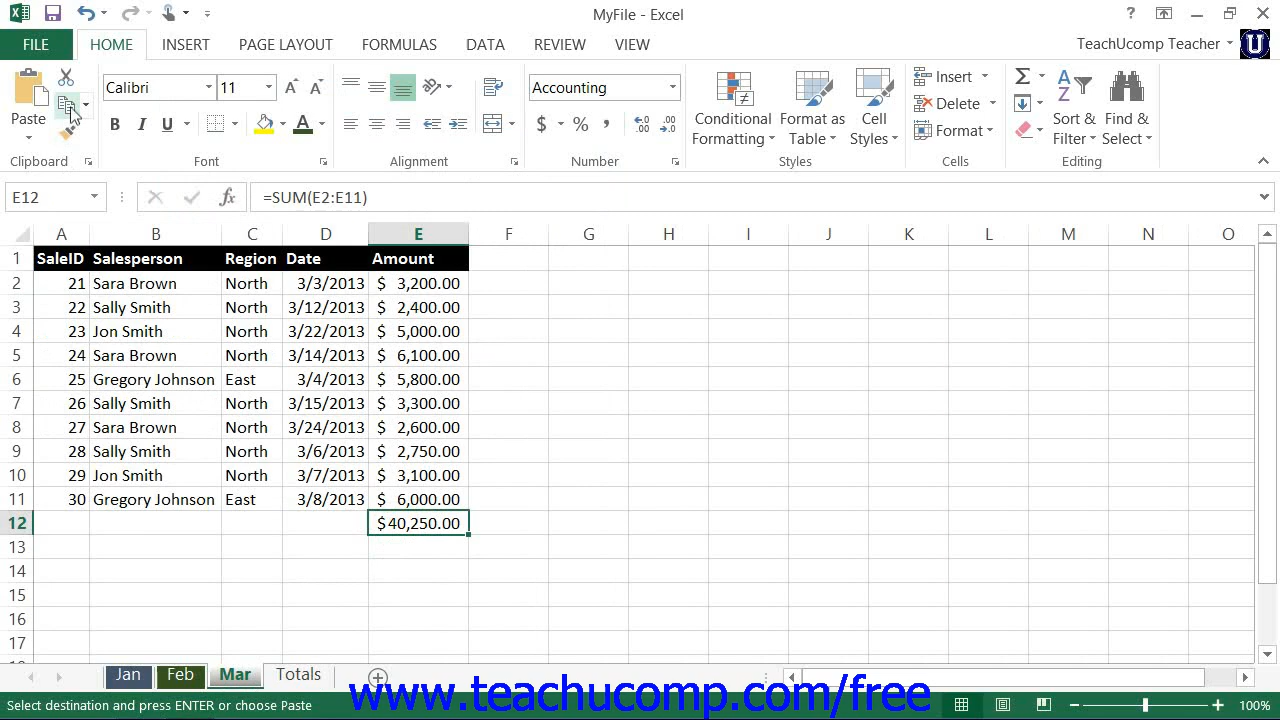 MyFile - Excel
?
FILE HOME INSERT PAGE LAYOUT FORMULAS DATA REVIEW VIEW TeachUcomp Teacher U
Calibri 11 Accounting Insert Σ
Delete
Paste B I U A $ % , Conditional Formatting Format as Table Cell Styles Format Sort & Filter Find & Select
Clipboard Font Alignment Number Styles Cells Editing
E12 fx =SUM(E2:E11)
A B C D E F G H I J K L M N O
1 SaleID Salesperson Region Date Amount
2 21 Sara Brown North 3/3/2013 $ 3,200.00
3 22 Sally Smith North 3/12/2013 $ 2,400.00
4 23 Jon Smith North 3/22/2013 $ 5,000.00
5 24 Sara Brown North 3/14/2013 $ 6,100.00
6 25 Gregory Johnson East 3/4/2013 $ 5,800.00
7 26 Sally Smith North 3/15/2013 $ 3,300.00
8 27 Sara Brown North 3/24/2013 $ 2,600.00
9 28 Sally Smith North 3/6/2013 $ 2,750.00
10 29 Jon Smith North 3/7/2013 $ 3,100.00
11 30 Gregory Johnson East 3/8/2013 $ 6,000.00
12 $40,250.00
13
14
15
16
17
Jan Feb Mar Totals
www.teachucomp.com/free
Select destination and press ENTER or choose Paste 100%